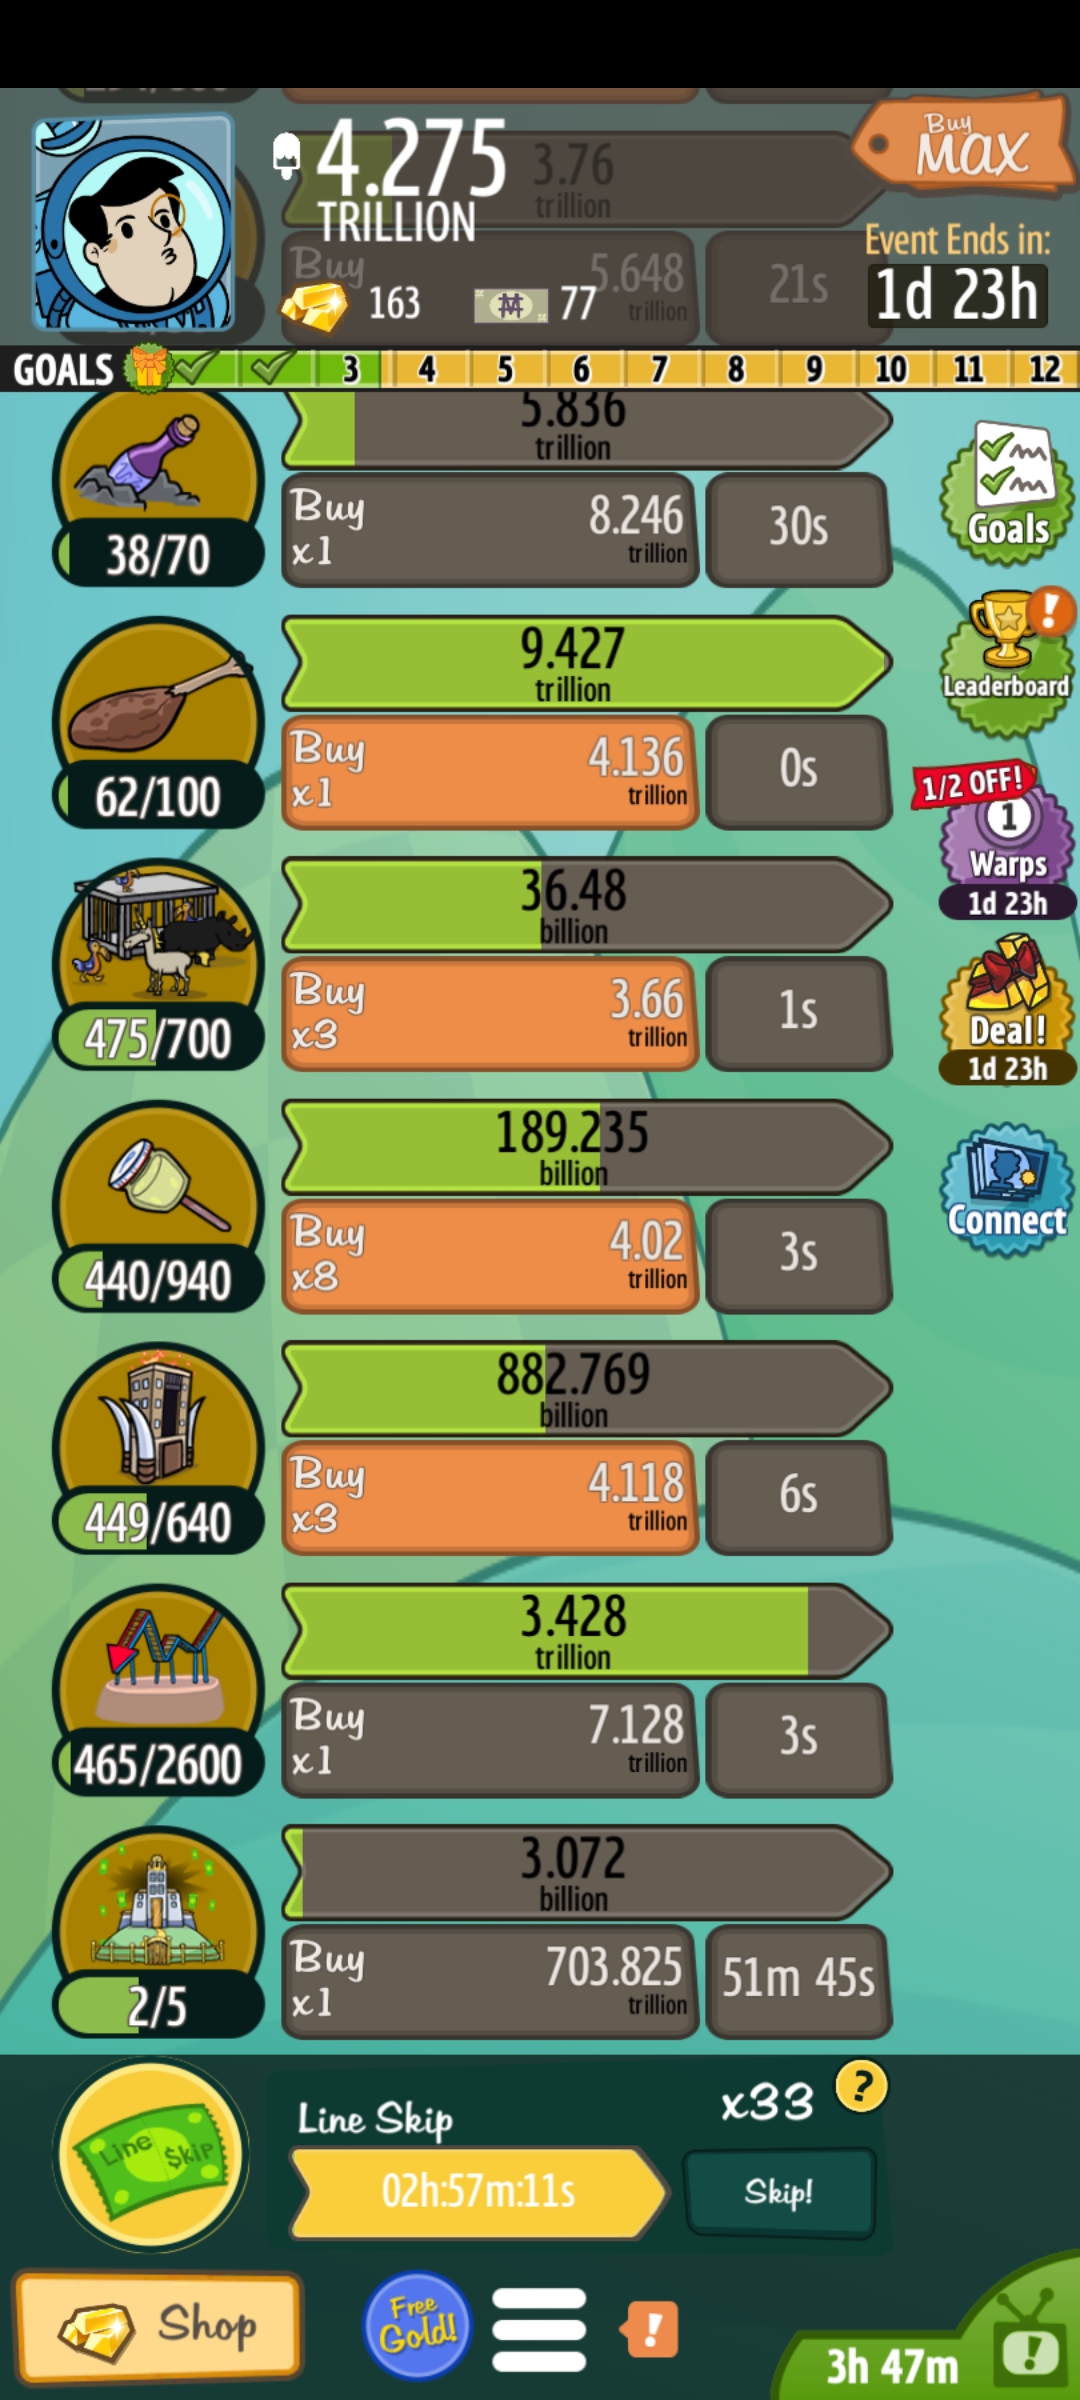 4.275
TRILLION
3.76
trillion
Buy
MAX
Event Ends in:
1d 23h
Buy
5.648
trillion
21s
163
77
GOALS
3
4
5
6
7
8
9
10
11
12
5.836
trillion
38/70
Buy
x1
8.246
trillion
30s
Goals
9.427
trillion
62/100
Buy
x1
4.136
trillion
0s
!
Leaderboard
1/2 OFF!
1
Warps
1d 23h
36.48
billion
475/700
Buy
x3
3.66
trillion
1s
Deal!
1d 23h
189.235
billion
440/940
Buy
x8
4.02
trillion
3s
Connect
882.769
billion
449/640
Buy
x3
4.118
trillion
6s
3.428
trillion
465/2600
Buy
x1
7.128
trillion
3s
3.072
billion
2/5
Buy
x1
703.825
trillion
51m 45s
Line $kip
Line Skip
x33
?
02h:57m:11s
Skip!
Shop
Free
Gold!
!
3h 47m
!